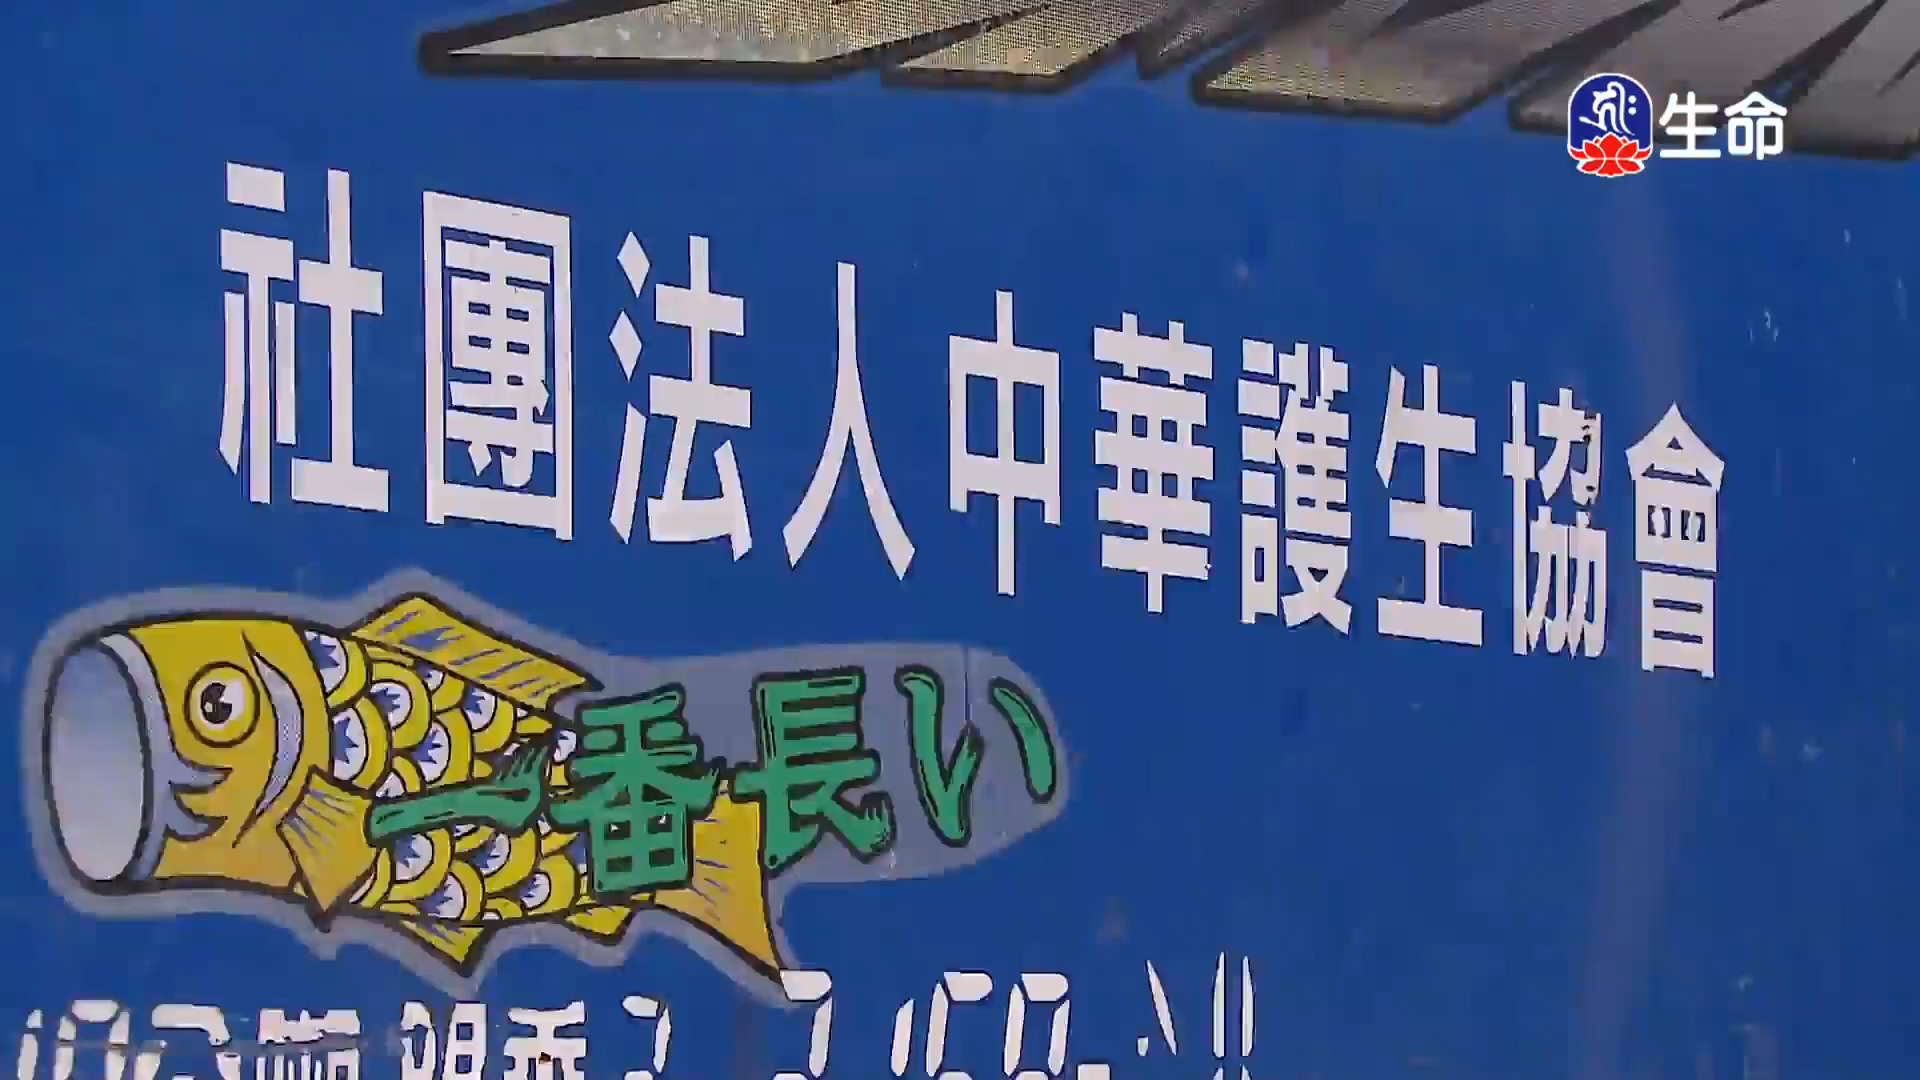 生命
社團法人中華護生協會
一番長い